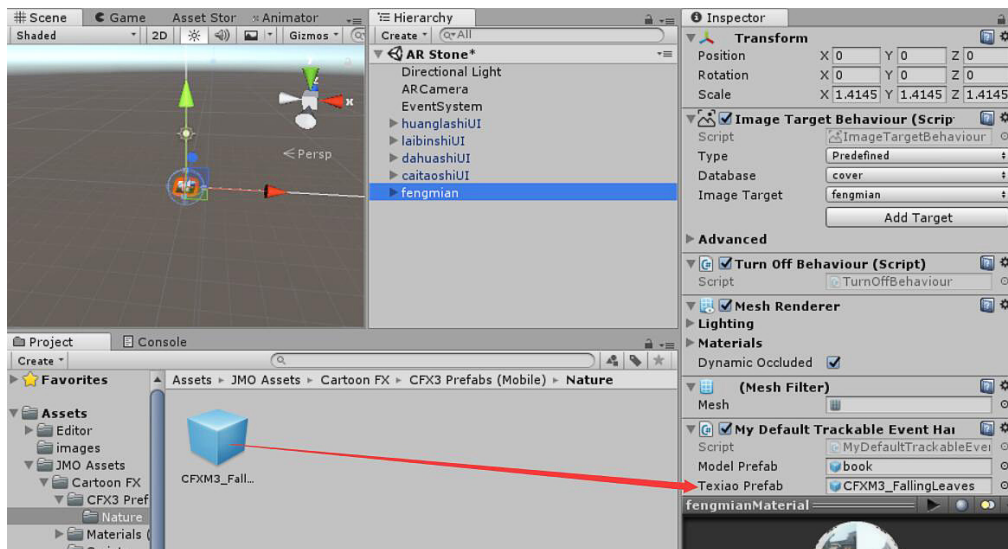 Scene
Game
Asset Stor
Animator
Shaded
2D
Gizmos
Hierarchy
Create
All
AR Stone*
Directional Light
ARCamera
EventSystem
huanglashiUI
laibinshiUI
dahuashiUI
caitaoshiUI
fengmian
x
Persp
Inspector
Transform
Position X 0 Y 0 Z 0
Rotation X 0 Y 0 Z 0
Scale X 1.4145 Y 1.4145 Z 1.4145
Image Target Behaviour (Scrip
Script ImageTargetBehaviour
Type Predefined
Database cover
Image Target fengmian
Add Target
Advanced
Turn Off Behaviour (Script)
Script TurnOffBehaviour
Mesh Renderer
Lighting
Materials
Dynamic Occluded
(Mesh Filter)
Mesh
My Default Trackable Event Hai
Script MyDefaultTrackableEvei
Model Prefab book
Texiao Prefab CFXM3_FallingLeaves
fengmianMaterial
Project
Console
Create
Favorites
Assets
Editor
images
JMO Assets
Cartoon FX
CFX3 Pref
Nature
Materials (
Assets JMO Assets Cartoon FX CFX3 Prefabs (Mobile) Nature
CFXM3_Fall...